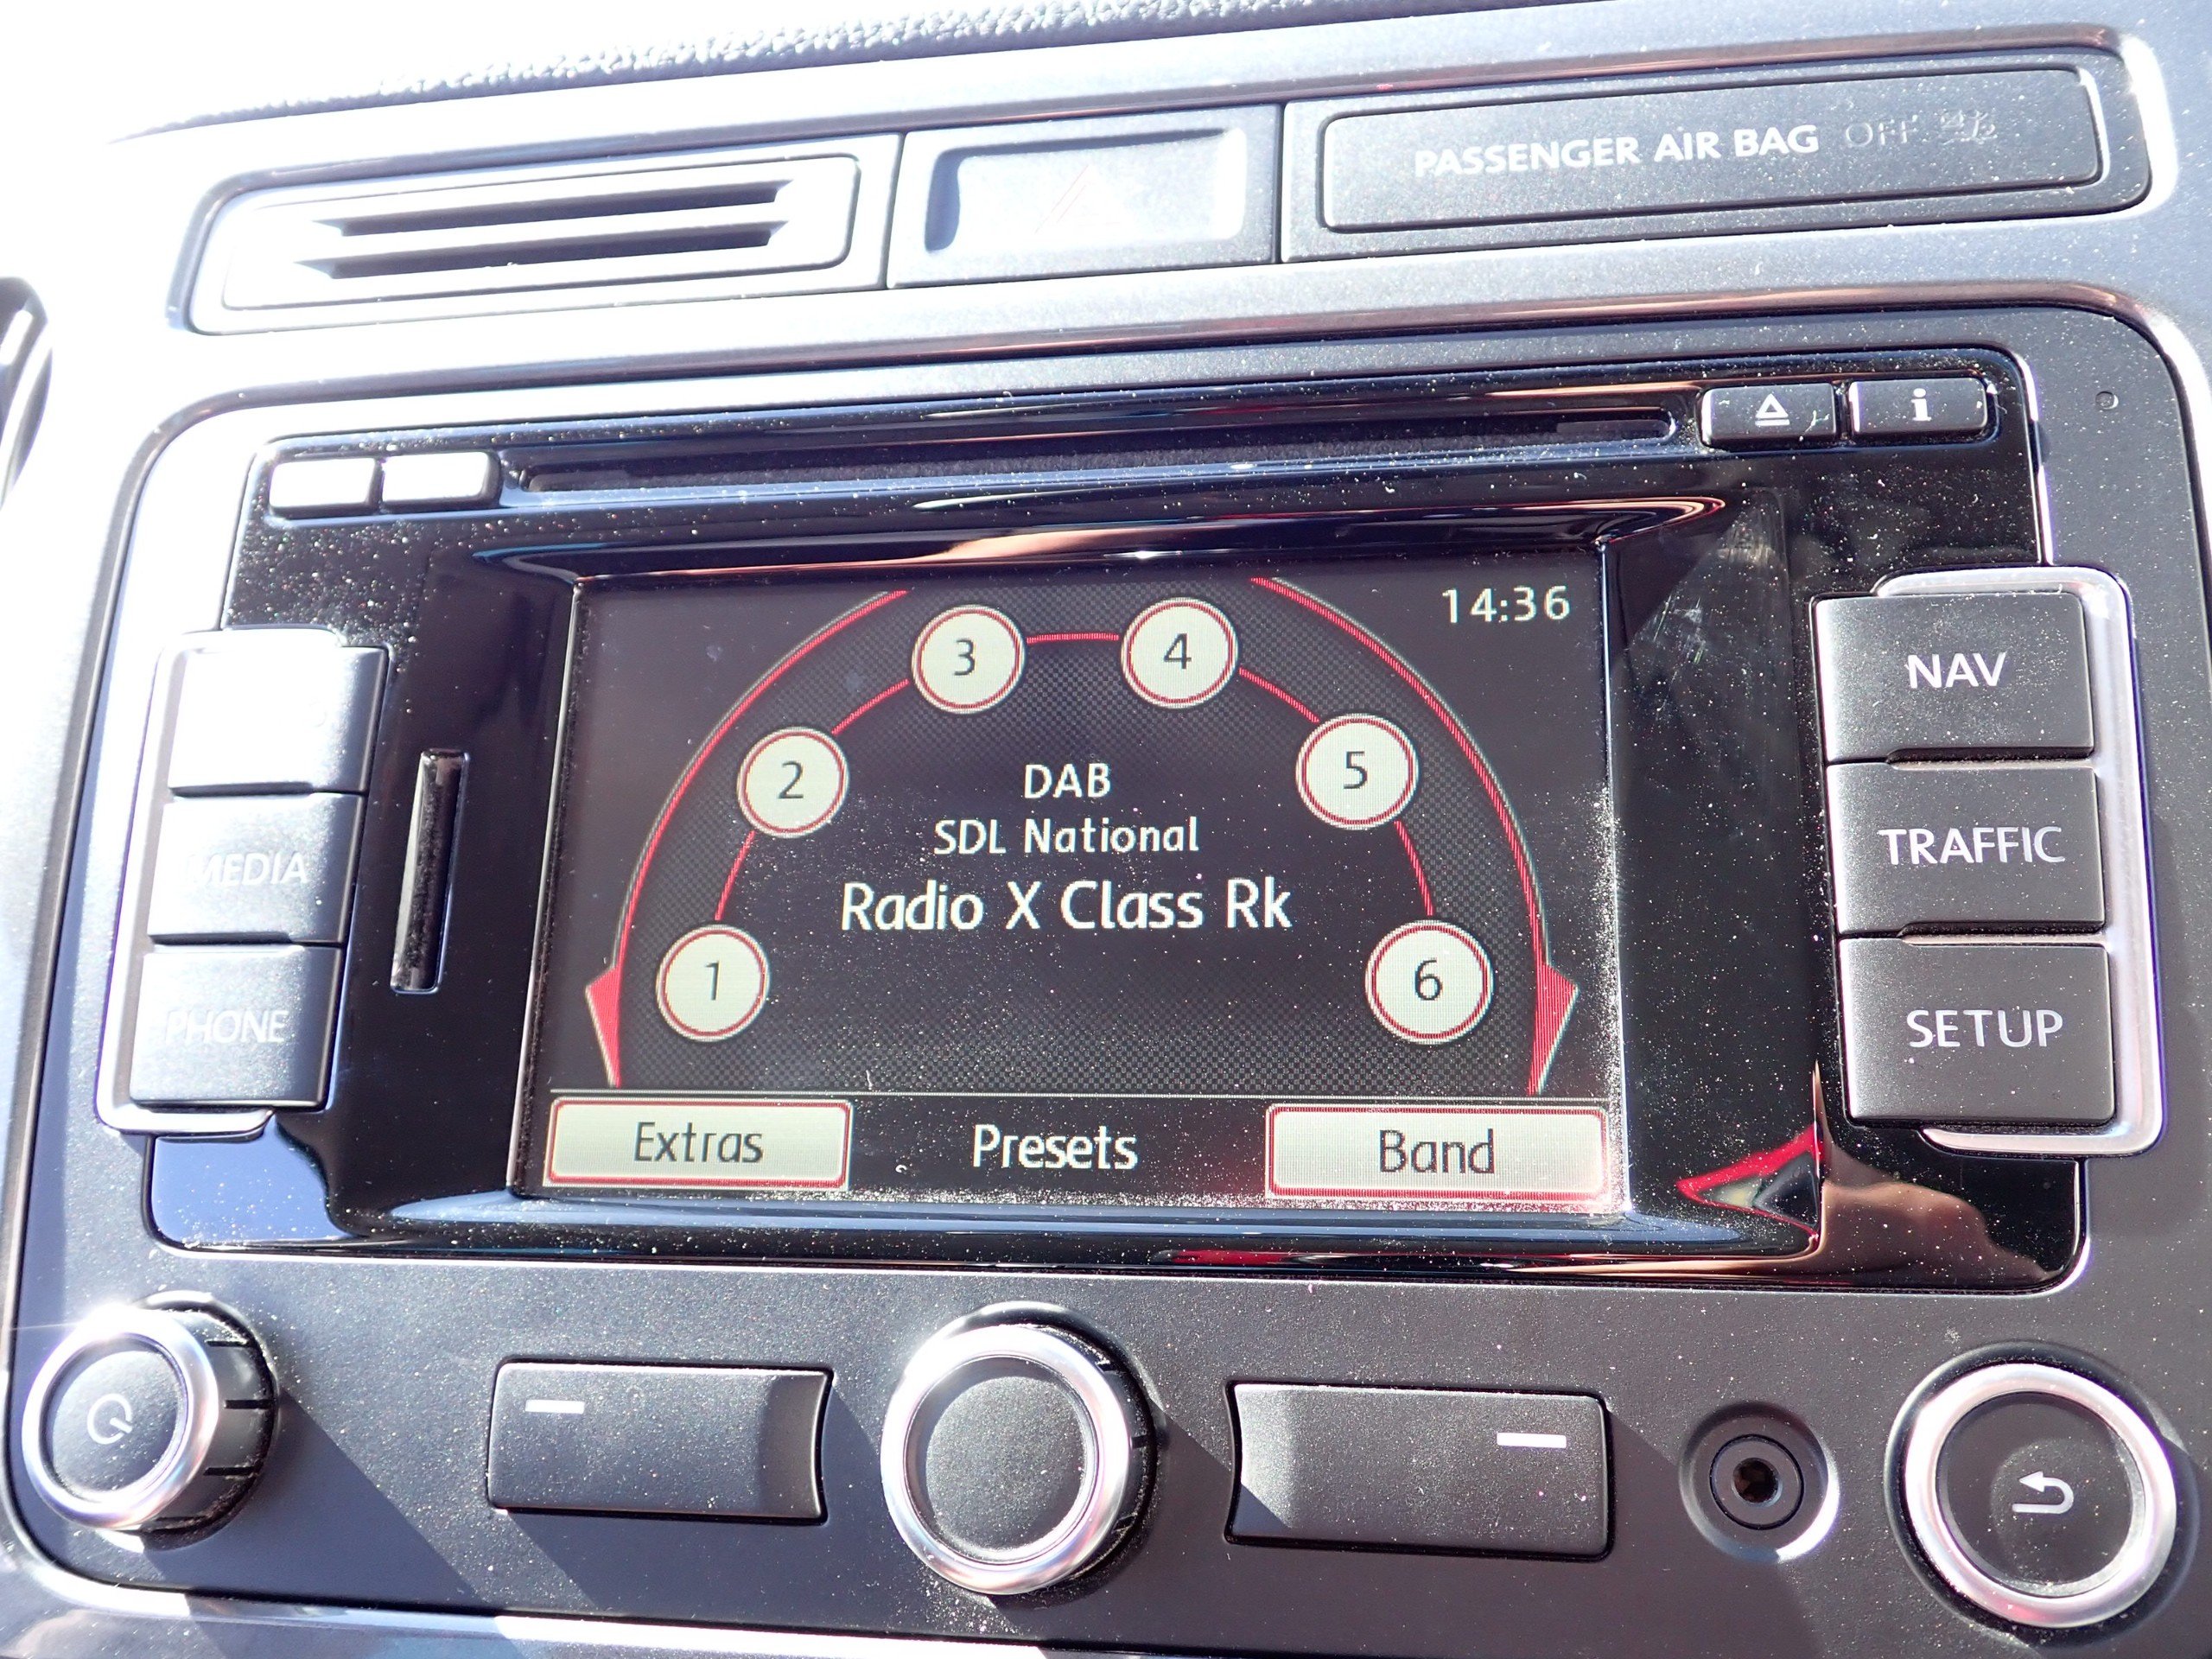 PASSENGER AIR BAG OFF
i
14:36
3
4
2
5
1
6
DAB
SDL National
Radio X Class Rk
Extras
Presets
Band
MEDIA
PHONE
NAV
TRAFFIC
SETUP